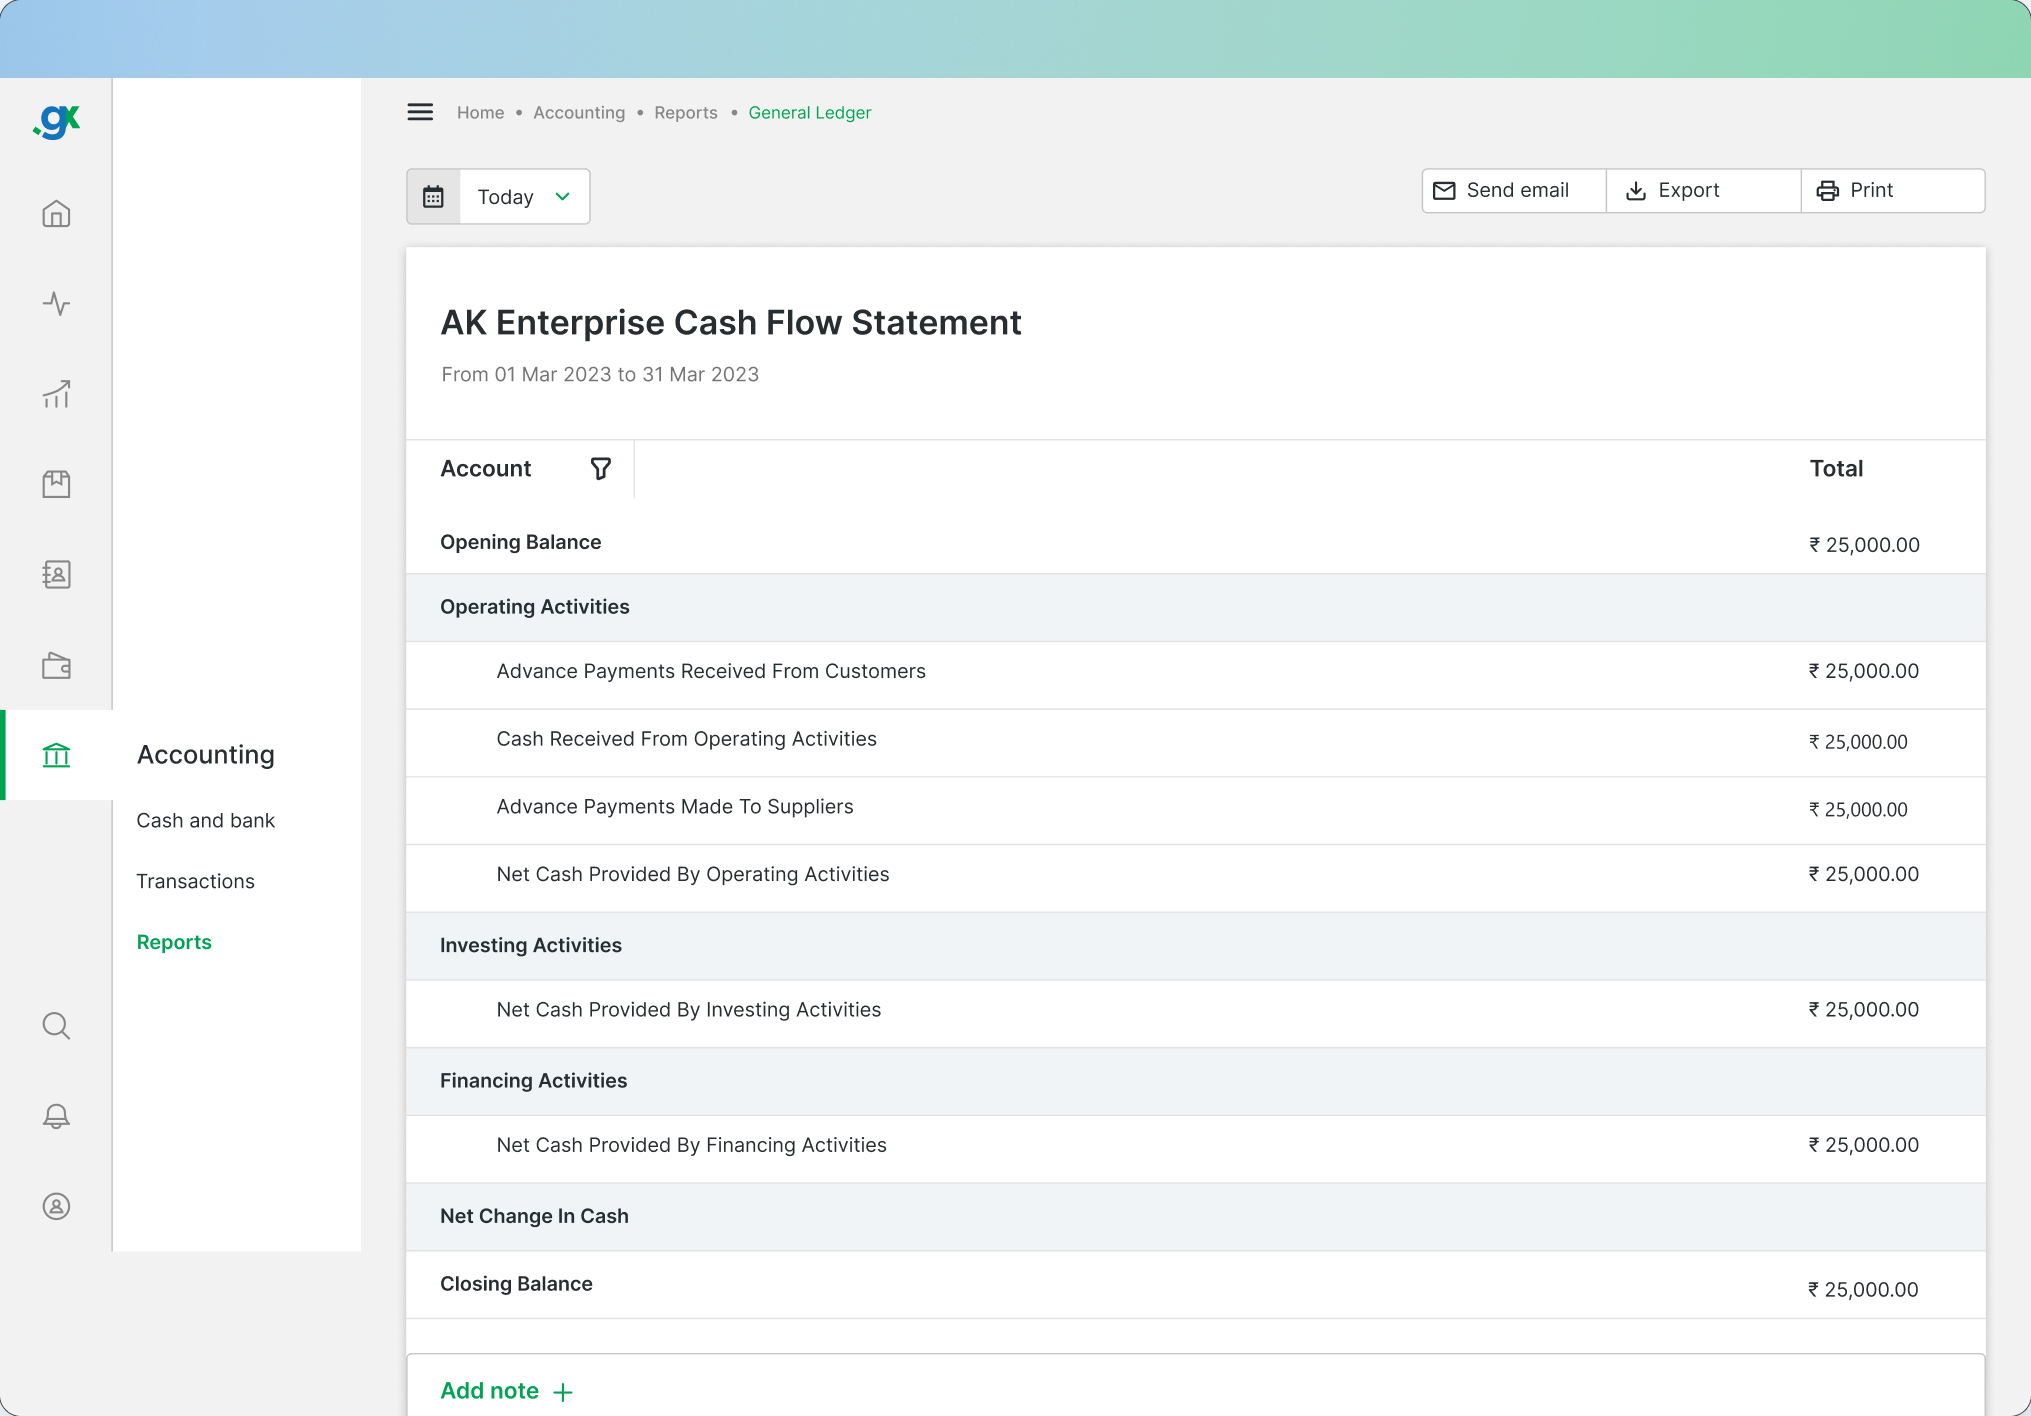 .gx
Home • Accounting • Reports • General Ledger
Today
Send email
Export
Print
AK Enterprise Cash Flow Statement
From 01 Mar 2023 to 31 Mar 2023
Account Total
Opening Balance ₹ 25,000.00
Operating Activities
Advance Payments Received From Customers ₹ 25,000.00
Cash Received From Operating Activities ₹ 25,000.00
Advance Payments Made To Suppliers ₹ 25,000.00
Net Cash Provided By Operating Activities ₹ 25,000.00
Investing Activities
Net Cash Provided By Investing Activities ₹ 25,000.00
Financing Activities
Net Cash Provided By Financing Activities ₹ 25,000.00
Net Change In Cash
Closing Balance ₹ 25,000.00
Add note +
Accounting
Cash and bank
Transactions
Reports